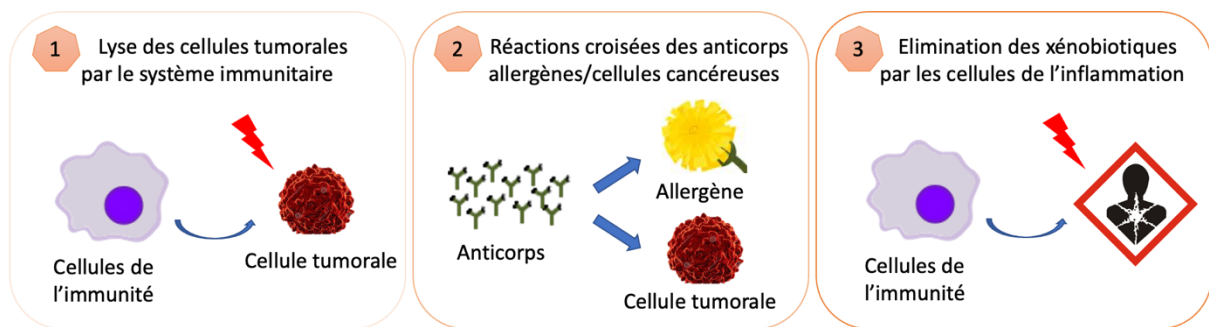 1
Lyse des cellules tumorales
par le système immunitaire
Cellules de
l'immunité
Cellule tumorale
2
Réactions croisées des anticorps
allergènes/cellules cancéreuses
Anticorps
Allergène
Cellule tumorale
3
Elimination des xénobiotiques
par les cellules de l'inflammation
Cellules de
l'immunité